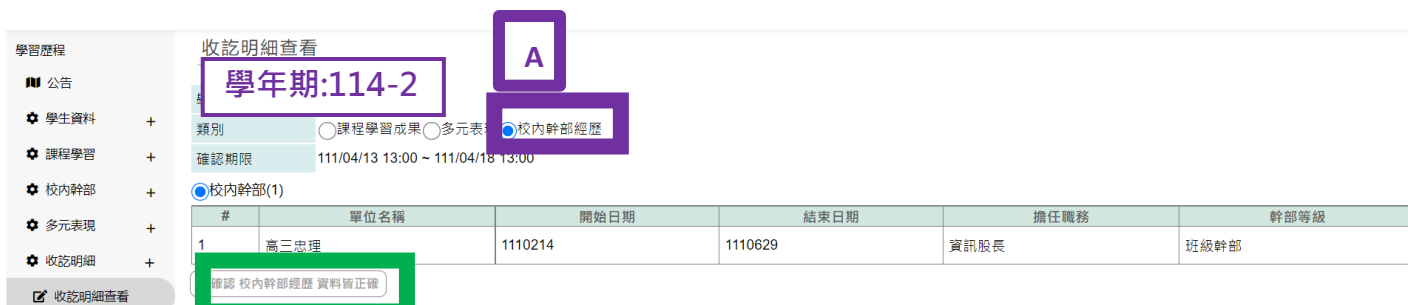 學習歷程
公告
學生資料 +
課程學習 +
校內幹部 +
多元表現 +
收訖明細 +
收訖明細查看
收訖明細查看
A
學年期:114-2
類別 課程學習成果 多元表 校內幹部經歷
確認期限 111/04/13 13:00 ~ 111/04/18 13:00
校內幹部(1)
# 單位名稱 開始日期 結束日期 擔任職務 幹部等級
1 高三忠理 1110214 1110629 資訊股長 班級幹部
確認 校內幹部經歷 資料皆正確